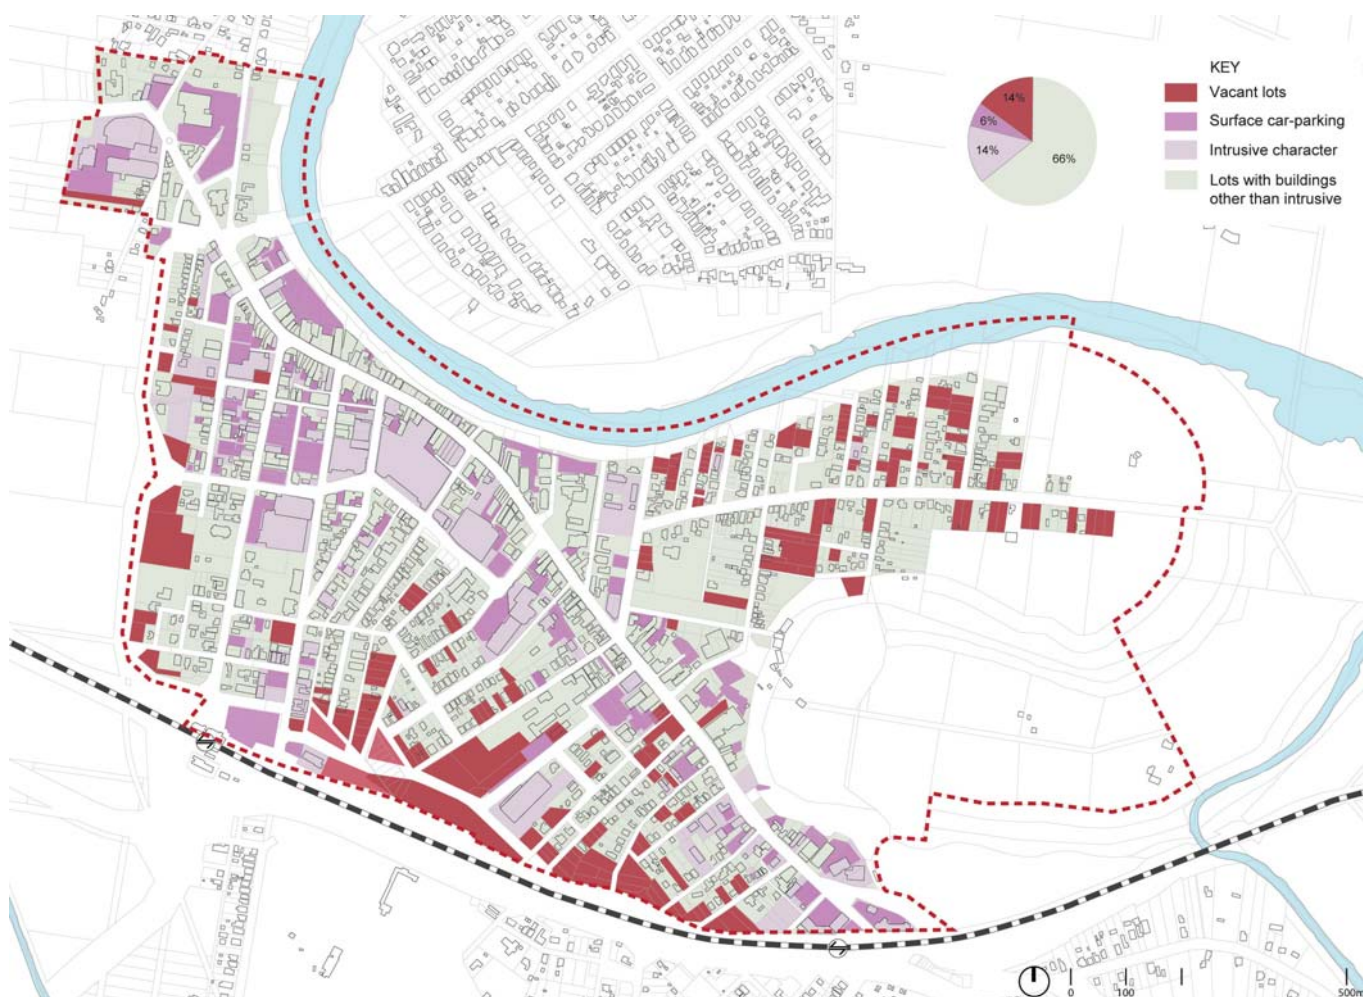 KEY
Vacant lots
Surface car-parking
Intrusive character
Lots with buildings
other than intrusive
14%
6%
14%
66%
0 100 500m